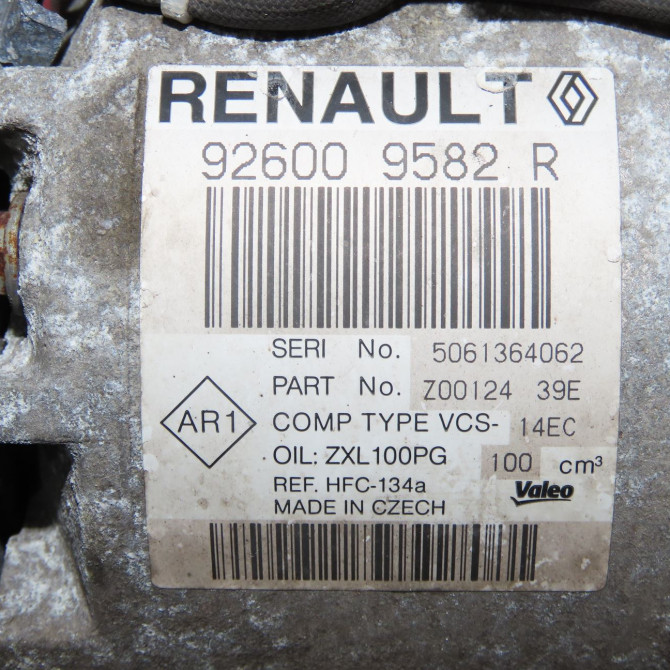 RENAULT
92600 9582 R
SERI No. 5061364062
PART No. Z00124 39E
AR1
COMP TYPE VCS- 14EC
OIL: ZXL100PG 100 cm³
REF. HFC-134a
Valeo
MADE IN CZECH